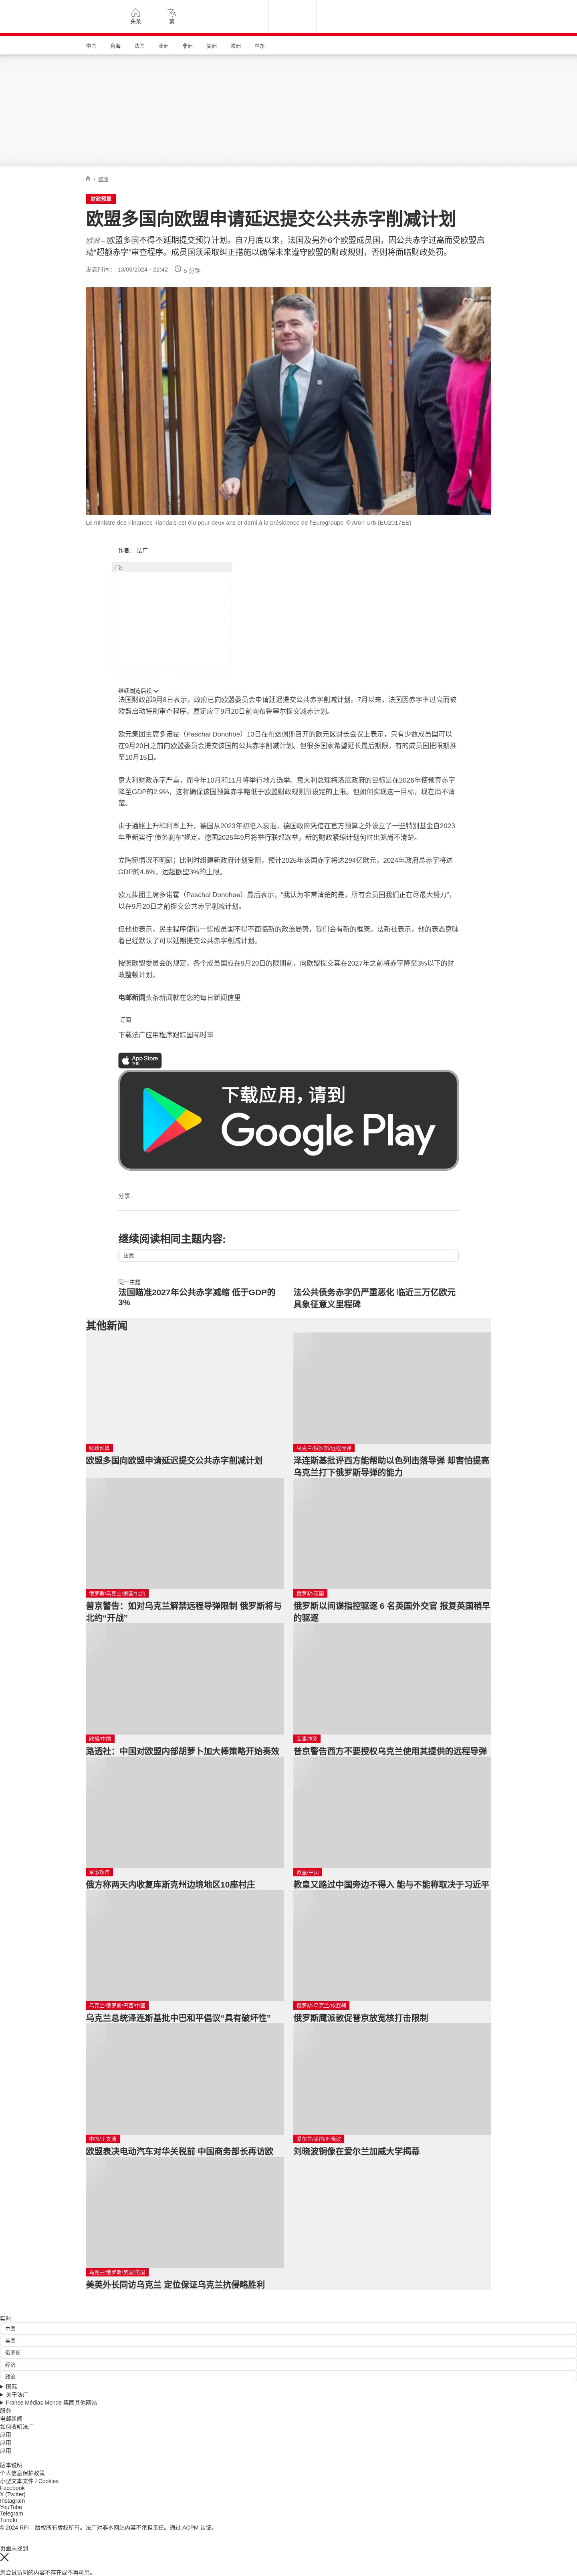 头条
繁
中国
台海
法国
亚洲
非洲
美洲
欧洲
中东
/ 欧洲
财政预算
欧盟多国向欧盟申请延迟提交公共赤字削减计划
欧洲 – 欧盟多国不得不延期提交预算计划。自7月底以来，法国及另外6个欧盟成员国，因公共赤字过高而受欧盟启
动“超额赤字”审查程序。成员国须采取纠正措施以确保未来遵守欧盟的财政规则，否则将面临财政处罚。
发表时间： 13/09/2024 - 22:42
5 分钟
Le ministre des Finances irlandais est élu pour deux ans et demi à la présidence de l'Eurogroupe © Aron Urb (EU2017EE)
作者： 法广
广告
继续浏览后续
法国财政部9月8日表示，政府已向欧盟委员会申请延迟提交公共赤字削减计划。7月以来，法国因赤字率过高而被
欧盟启动特别审查程序，原定应于9月20日前向布鲁塞尔提交减赤计划。
欧元集团主席多诺霍（Paschal Donohoe）13日在布达佩斯召开的欧元区财长会议上表示，只有少数成员国可以
在9月20日之前向欧盟委员会提交该国的公共赤字削减计划。但很多国家希望延长最后期限，有的成员国把限期推
至10月15日。
意大利财政赤字严重，而今年10月和11月将举行地方选举。意大利总理梅洛尼政府的目标是在2026年使预算赤字
降至GDP的2.9%，这将确保该国预算赤字略低于欧盟财政规则所设定的上限。但如何实现这一目标，现在尚不清
楚。
由于通胀上升和利率上升，德国从2023年初陷入衰退，德国政府凭借在官方预算之外设立了一些特别基金自2023
年重新实行“债务刹车”规定。德国2025年9月将举行联邦选举，新的财政紧缩计划何时出笼尚不清楚。
立陶宛情况不明朗；比利时组建新政府计划受阻，预计2025年该国赤字将达294亿欧元，2024年政府总赤字将达
GDP的4.6%，远超欧盟3%的上限。
欧元集团主席多诺霍（Paschal Donohoe）最后表示，“我认为非常清楚的是，所有会员国我们正在尽最大努力”，
以在9月20日之前提交公共赤字削减计划。
但他也表示，民主程序使得一些成员国不得不面临新的政治局势，我们会有新的框架。法新社表示，他的表态意味
着已经默认了可以延期提交公共赤字削减计划。
按照欧盟委员会的规定，各个成员国应在9月20日的限期前，向欧盟提交其在2027年之前将赤字降至3%以下的财
政整顿计划。
电邮新闻头条新闻就在您的每日新闻信里
订阅
下载法广应用程序跟踪国际时事
App Store
下载
下载应用，请到
Google Play
分享 :
继续阅读相同主题内容:
法国
同一主题
法国瞄准2027年公共赤字减缩 低于GDP的
3%
法公共债务赤字仍严重恶化 临近三万亿欧元
具象征意义里程碑
其他新闻
财政预算
欧盟多国向欧盟申请延迟提交公共赤字削减计划
乌克兰/俄罗斯/远程导弹
泽连斯基批评西方能帮助以色列击落导弹 却害怕提高
乌克兰打下俄罗斯导弹的能力
俄罗斯/乌克兰/美国/北约
普京警告：如对乌克兰解禁远程导弹限制 俄罗斯将与
北约“开战”
俄罗斯/英国
俄罗斯以间谍指控驱逐 6 名英国外交官 报复英国稍早
的驱逐
欧盟/中国
路透社：中国对欧盟内部胡萝卜加大棒策略开始奏效
军事冲突
普京警告西方不要授权乌克兰使用其提供的远程导弹
军事攻击
俄方称两天内收复库斯克州边境地区10座村庄
教皇/中国
教皇又路过中国旁边不得入 能与不能称取决于习近平
乌克兰/俄罗斯/巴西/中国
乌克兰总统泽连斯基批中巴和平倡议“具有破坏性”
俄罗斯/乌克兰/核武器
俄罗斯鹰派敦促普京放宽核打击限制
中国/王文涛
欧盟表决电动汽车对华关税前 中国商务部长再访欧
爱尔兰/美国/刘晓波
刘晓波铜像在爱尔兰加威大学揭幕
乌克兰/俄罗斯/美国/英国
美英外长同访乌克兰 定位保证乌克兰抗侵略胜利
实时
中国
美国
俄罗斯
经济
政治
国际
关于法广
France Médias Monde 集团其他网站
服务
电邮新闻
如何收听法广
应用
应用
应用
版本说明
个人信息保护政策
小型文本文件 / Cookies
Facebook
X (Twitter)
Instagram
YouTube
Telegram
TuneIn
© 2024 RFI – 版权所有版权所有。法广对非本网站内容不承担责任。通过 ACPM 认证。
页面未找到
您尝试访问的内容不存在或不再可用。